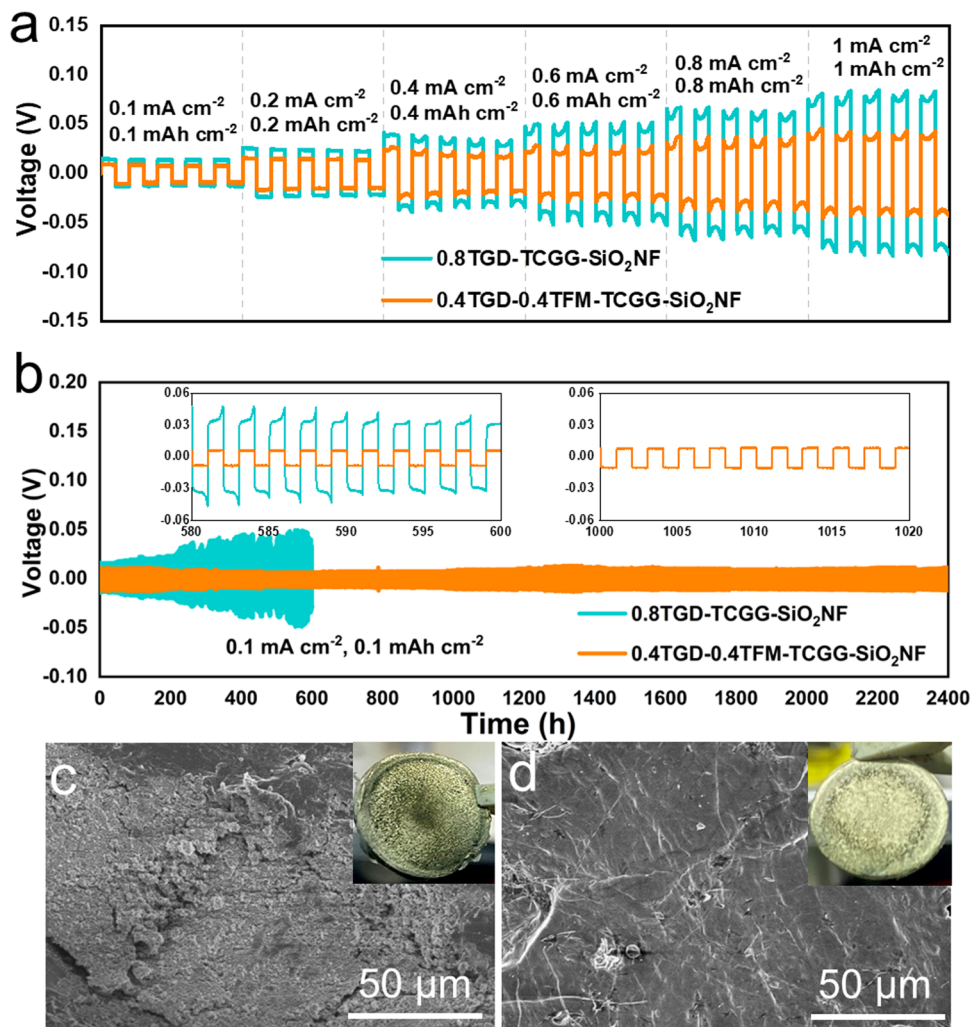 a
0.15
0.10
0.05
0.00
-0.05
-0.10
-0.15
Voltage (V)
0.1 mA cm⁻²
0.1 mAh cm⁻²
0.2 mA cm⁻²
0.2 mAh cm⁻²
0.4 mA cm⁻²
0.4 mAh cm⁻²
0.6 mA cm⁻²
0.6 mAh cm⁻²
0.8 mA cm⁻²
0.8 mAh cm⁻²
1 mA cm⁻²
1 mAh cm⁻²
0.8TGD-TCGG-SiO₂NF
0.4TGD-0.4TFM-TCGG-SiO₂NF
b
0.20
0.15
0.10
0.05
0.00
-0.05
-0.10
Voltage (V)
0.06
0.03
0.00
-0.03
-0.06
580 585 590 595 600
0.06
0.03
0.00
-0.03
-0.06
1000 1005 1010 1015 1020
0.1 mA cm⁻², 0.1 mAh cm⁻²
0.8TGD-TCGG-SiO₂NF
0.4TGD-0.4TFM-TCGG-SiO₂NF
0 200 400 600 800 1000 1200 1400 1600 1800 2000 2200 2400
Time (h)
c
50 μm
d
50 μm